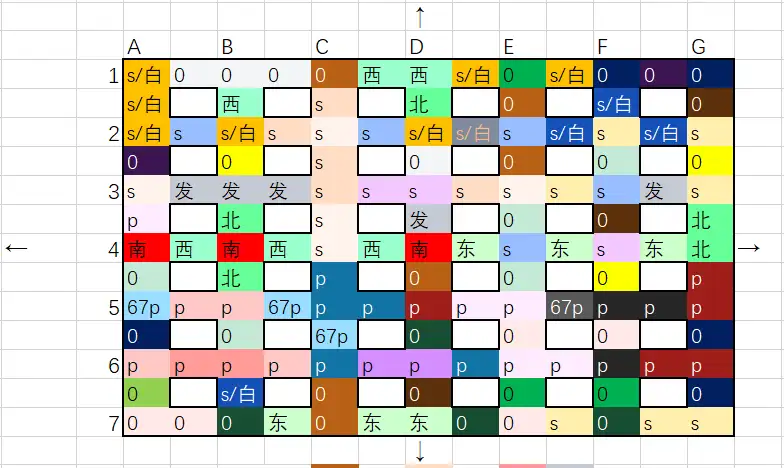 ↑
A B C D E F G
1 s/白 0 0 0 0 西 西 s/白 0 s/白 0 0 0
s/白 西 s 北 0 s/白 0
2 s/白 s s/白 s s s s/白 s/白 s s/白 s s/白 s
0 0 s 0 0 0 0
3 s 发 发 发 s s s s s s s 发 s
p 北 s 发 0 0 北
← 4 南 西 南 西 s 西 南 东 s 东 s 东 北 →
0 北 p 0 0 0 p
5 67p p p 67p p p p p p 67p p p p
0 0 67p 0 0 0 0
6 p p p p p p p p p p p p p
0 s/白 0 0 0 0 0
7 0 0 0 东 0 东 东 0 0 s 0 s s
↓